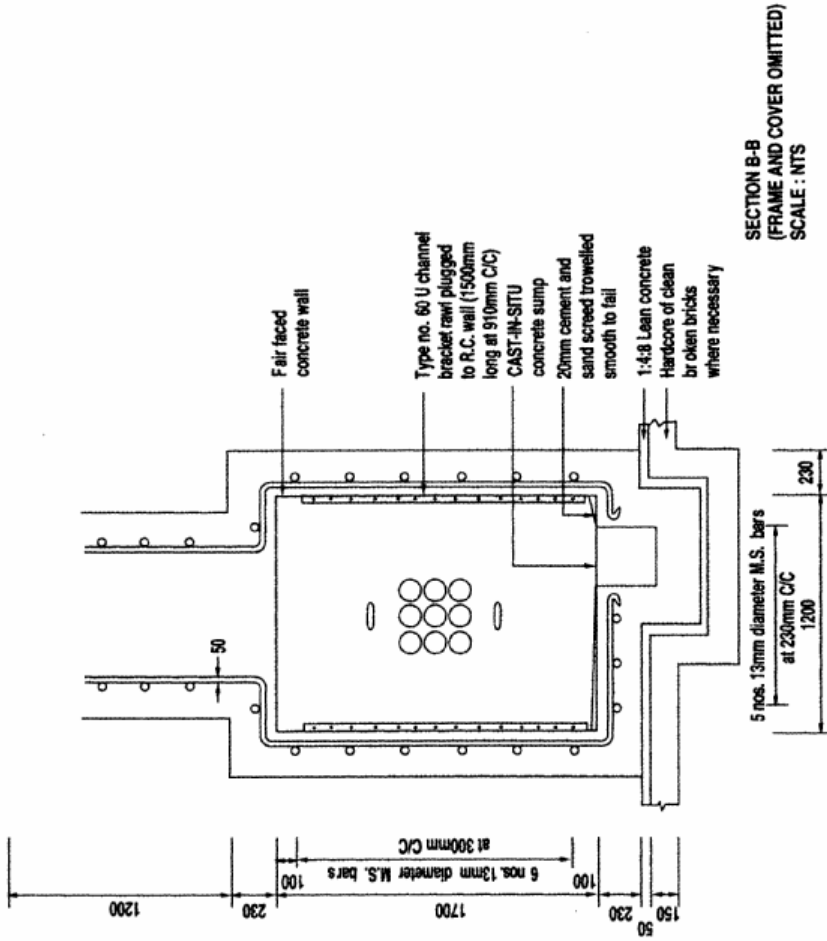 1200
230
100
1700
6 nos. 13mm diameter M.S. bars
at 300mm C/C
100
230
50
150
50
Fair faced
concrete wall
Type no. 60 U channel
bracket rawl plugged
to R.C. wall (1500mm
long at 910mm C/C)
CAST-IN-SITU
concrete sump
20mm cement and
sand screed trowelled
smooth to fail
1:4:8 Lean concrete
Hardcore of clean
br oken bricks
where necessary
230
5 nos. 13mm diameter M.S. bars
at 230mm C/C
1200
SECTION B-B
(FRAME AND COVER OMITTED)
SCALE : NTS